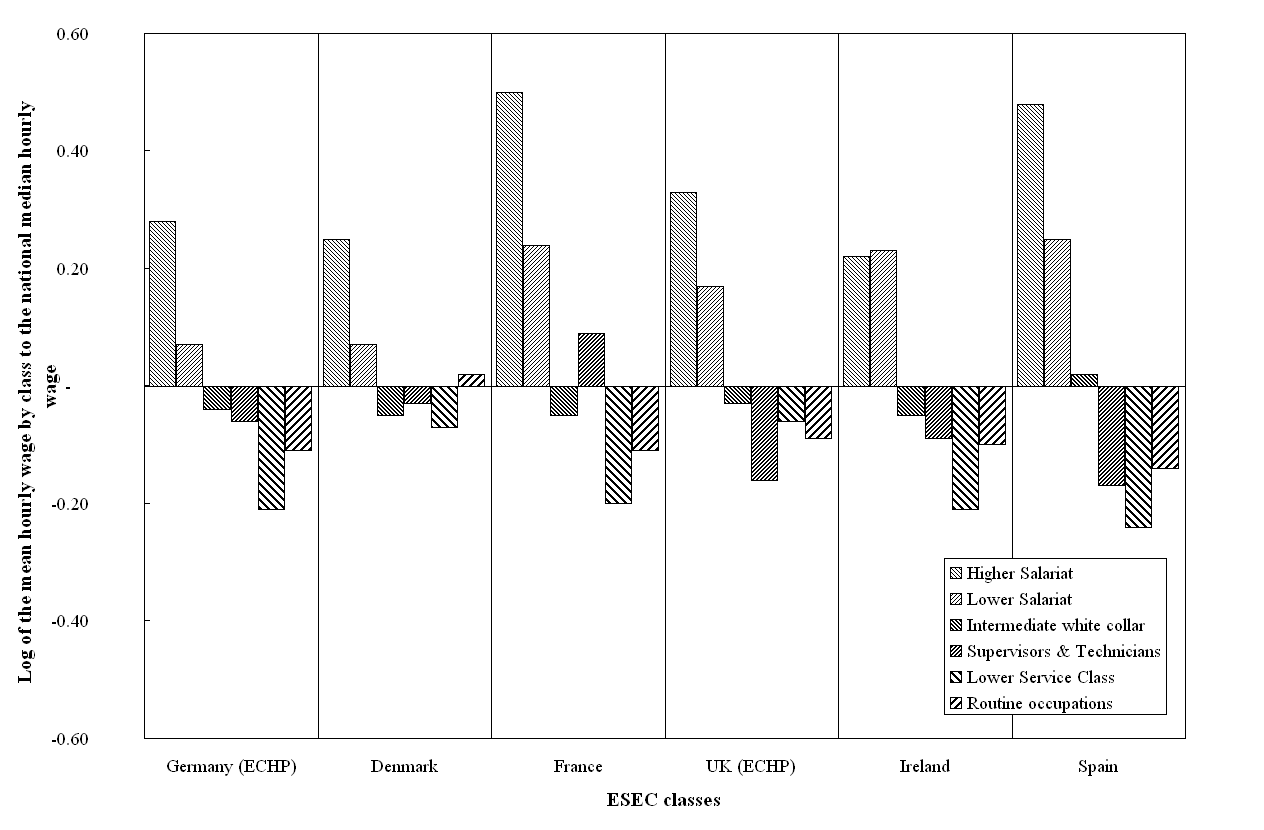 0.60
0.40
0.20
-
-0.20
-0.40
-0.60
Log of the mean hourly wage by class to the national median hourly
wage
Higher Salariat
Lower Salariat
Intermediate white collar
Supervisors & Technicians
Lower Service Class
Routine occupations
Germany (ECHP)
Denmark
France
UK (ECHP)
Ireland
Spain
ESEC classes